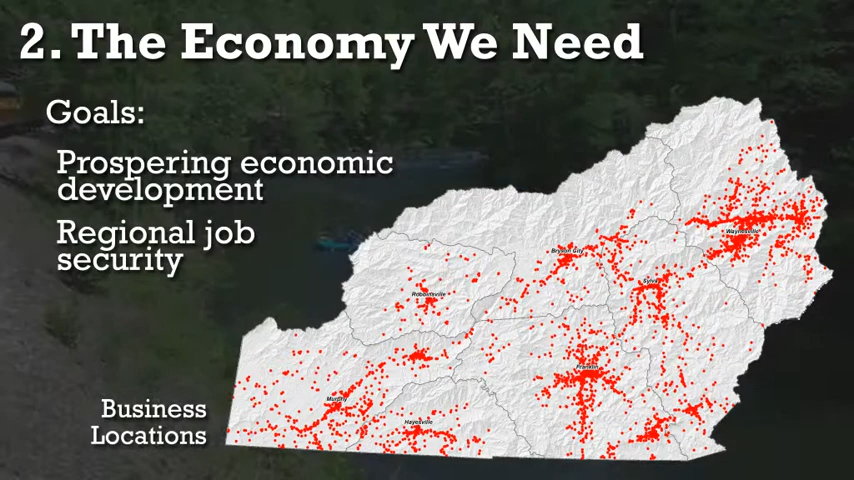 2. The Economy We Need
Goals:
Prospering economic
development
Regional job
security
Waynesville
Bryson City
Sylva
Robbinsville
Franklin
Murphy
Hayesville
Business
Locations